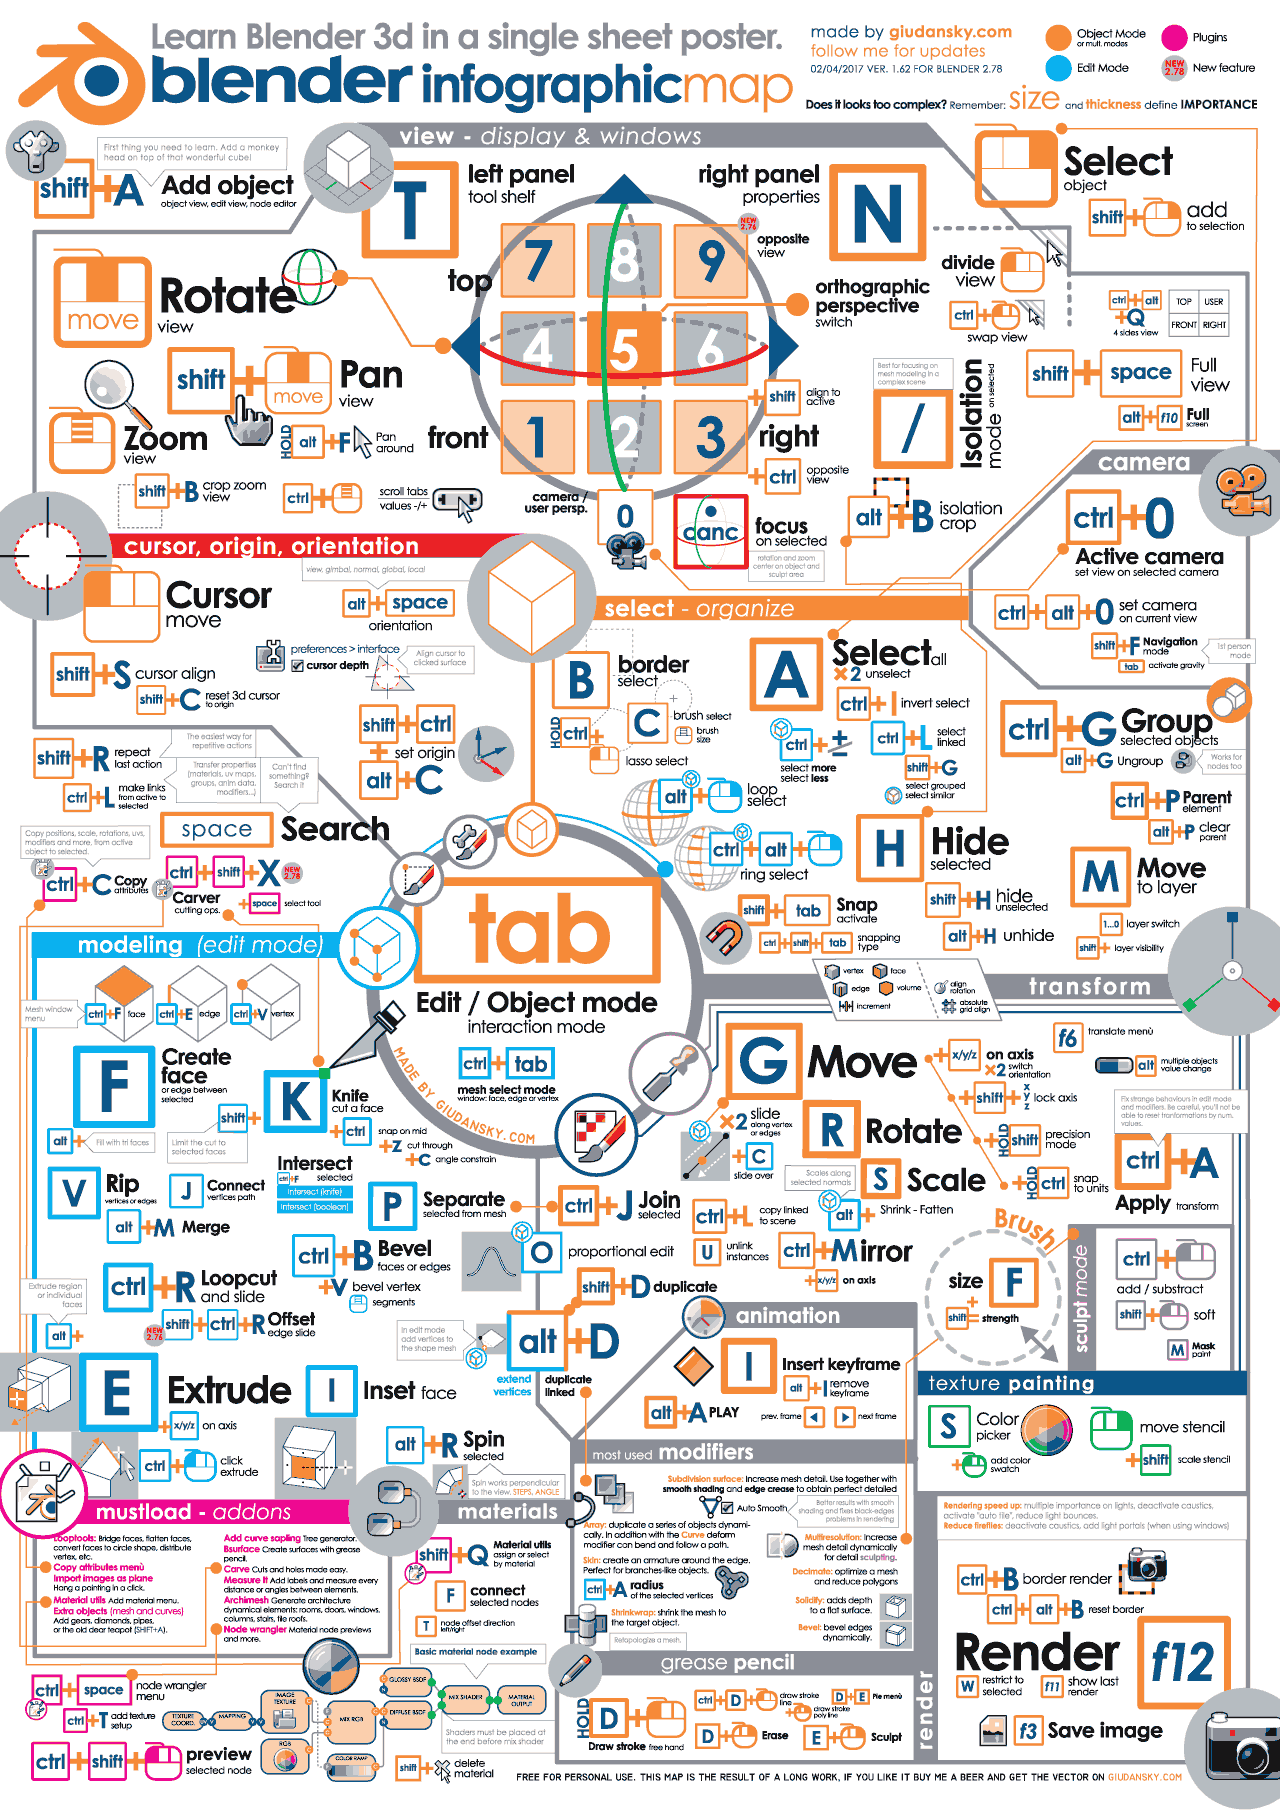 Learn Blender 3d in a single sheet poster.
blender infographicmap
made by giudansky.com
follow me for updates
02/04/2017 VER. 1.62 FOR BLENDER 2.78
Object Mode
or mult. modes
Plugins
Edit Mode
NEW 2.78
New feature
Does it looks too complex? Remember: size and thickness define IMPORTANCE
view - display & windows
First thing you need to learn. Add a monkey
head on top of that wonderful cube!
shift+A Add object
object view, edit view, node editor
T
left panel
tool shelf
right panel
properties
N
Select
object
shift+ add
to selection
move
Rotate
view
top
7 8 9
4 5 6
1 2 3
NEW 2.76
opposite
view
orthographic
perspective
switch
divide
view
ctrl+
swap view
ctrl+alt
+Q
4 sides view
TOP USER
FRONT RIGHT
shift+ move
Pan
view
Zoom
view
HOLD alt+F Pan
around
front
shift align to
active
right
+ctrl opposite
view
Best for focusing on
mesh modeling in a
complex scene
/
Isolation
mode on selected
shift+space Full
view
alt+f10 Full
screen
shift+B crop zoom
view
ctrl+
scroll tabs
values -/+
camera /
user persp.
0
danc
focus
on selected
rotation and zoom
center on object and
sculpt area
alt+B isolation
crop
camera
ctrl+0
Active camera
set view on selected camera
ctrl+alt+0 set camera
on current view
shift+F Navigation
mode
tab activate gravity
1st person
mode
cursor, origin, orientation
Cursor
move
view, gimbal, normal, global, local
alt+space
orientation
preferences > interface
cursor depth
Align cursor to
clicked surface
shift+S cursor align
shift+C reset 3d cursor
to origin
shift+ctrl
+ set origin
alt+C
select - organize
B
border
select
C
brush select
brush
size
HOLD ctrl+
lasso select
A
Select all
×2 unselect
ctrl+I invert select
ctrl+±
select more
select less
ctrl+L select
linked
shift+G
select grouped
select similar
alt+ loop
select
ctrl+alt+
ring select
ctrl+G Group
selected objects
alt+G Ungroup
Works for
nodes too
ctrl+P Parent
element
alt+P clear
parent
H
Hide
selected
M
Move
to layer
shift+H hide
unselected
alt+H unhide
1...0 layer switch
shift+ layer visibility
shift+R repeat
last action
The easiest way for
repetitive actions
ctrl+L make links
from active to
selected
Transfer properties
(materials, uv maps,
groups, anim data,
modifiers...)
Can't find
something?
Search it
space Search
Copy positions, scale, rotations, uvs,
modifiers and more, from active
object to selected.
ctrl+C Copy
attributes
ctrl+shift+X NEW 2.78
Carver
cutting ops.
+space select tool
tab
Edit / Object mode
interaction mode
ctrl+tab
mesh select mode
window: face, edge or vertex
MADE BY GIUDANSKY.COM
shift+tab Snap
activate
ctrl+shift+tab snapping
type
vertex
face
edge
volume
increment
align
rotation
absolute
grid align
transform
modeling (edit mode)
Mesh window
menu
ctrl+F face
ctrl+E edge
ctrl+V vertex
F
Create
face
or edge between
selected
alt+ Fill with tri faces
shift+
Limit the cut to
selected faces
K
Knife
cut a face
+ctrl snap on mid
+Z cut through
+C angle constrain
V
Rip
vertices or edges
J
Connect
vertices path
alt+M Merge
Intersect
ctrl+F selected
Intersect (knife)
Intersect (boolean)
P
Separate
selected from mesh
ctrl+J Join
selected
ctrl+B Bevel
faces or edges
+V bevel vertex
segments
O proportional edit
ctrl+R Loopcut
and slide
Extrude region
or individual
faces
alt+
NEW 2.76
shift+ctrl+R Offset
edge slide
E
Extrude
+x/y/z on axis
ctrl+ click
extrude
I
Inset face
In edit mode
add vertices to
the shape mesh
shift+D duplicate
alt+D
extend
vertices
duplicate
linked
alt+R Spin
selected
Spin works perpendicular
to the view. STEPS, ANGLE
G
Move
+x/y/z on axis
×2 switch
orientation
+shift+ x y z lock axis
f6 translate menù
alt multiple objects
value change
×2 slide
along vertex
or edges
+C
slide over
R
Rotate
HOLD +shift precision
mode
HOLD +ctrl snap
to units
Scales along
selected normals
S
Scale
alt+ Shrink - Fatten
Fix strange behaviours in edit mode
and modifiers. Be careful, you'll not be
able to reset tranformations by num.
values.
ctrl+A
Apply transform
ctrl+L copy linked
to scene
U unlink
instances
ctrl+Mirror
+x/y/z on axis
Brush
size F
+
shift= strength
sculpt mode
ctrl+
add / substract
shift+ soft
M Mask
paint
animation
I
Insert keyframe
alt+I remove
keyframe
alt+A PLAY
prev. frame
next frame
texture painting
S
Color
picker
+ add color
swatch
move stencil
+shift scale stencil
mustload - addons
Looptools: Bridge faces, flatten faces,
convert faces to circle shape, distribute
vertex, etc.
Copy attributes menù
Import images as plane
Hang a painting in a click.
Material utils Add material menu.
Extra objects (mesh and curves)
Add gears, diamonds, pipes,
or the old dear teapot (SHIFT+A).
Add curve sapling Tree generator.
Bsurface Create surfaces with grease
pencil.
Carve Cuts and holes made easy.
Measure it Add labels and measure every
distance or angles between elements.
Archimesh Generate architecture
dynamical elements: rooms, doors, windows,
columns, stairs, tile roofs.
Node wrangler Material node previews
and more.
materials
shift+Q Material utils
assign or select
by material
F connect
selected nodes
T node offset direction
left/right
Basic material node example
ctrl+space node wrangler
menu
ctrl+T add texture
setup
ctrl+shift+ preview
selected node
TEXTURE
COORD.
MAPPING
IMAGE
TEXTURE
RGB
MIX RGB
COLOR RAMP
GLOSSY BSDF
DIFFUSE BSDF
MIX SHADER
MATERIAL
OUTPUT
Shaders must be placed at
the end before mix shader
shift+ delete
material
most used modifiers
Subdivision surface: Increase mesh detail. Use together with
smooth shading and edge crease to obtain perfect detailed
Auto Smooth
Better results with smooth
shading and fixes black-edges
problems in rendering
Array: duplicate a series of objects dynami-
cally. In addition with the Curve deform
modifier can bend and follow a path.
Skin: create an armature around the edge.
Perfect for branches-like objects.
ctrl+A radius
of the selected vertices
Shrinkwrap: shrink the mesh to
the target object.
Retopologize a mesh.
Multiresolution: Increase
mesh detail dynamically
for detail sculpting.
Decimate: optimize a mesh
and reduce polygons
Solidify: adds depth
to a flat surface.
Bevel: bevel edges
dynamically.
grease pencil
HOLD D+
Draw stroke free hand
ctrl+D+ draw stroke
line
draw stroke
poly line
D+E Pie menù
D+ Erase
E+ Sculpt
render
Rendering speed up: multiple importance on lights, deactivate caustics,
activate "auto tile", reduce light bounces.
Reduce fireflies: deactivate caustics, add light portals (when using windows)
ctrl+B border render
ctrl+alt+B reset border
Render f12
W restrict to
selected
f11 show last
render
f3 Save image
FREE FOR PERSONAL USE. THIS MAP IS THE RESULT OF A LONG WORK, IF YOU LIKE IT BUY ME A BEER AND GET THE VECTOR ON GIUDANSKY.COM